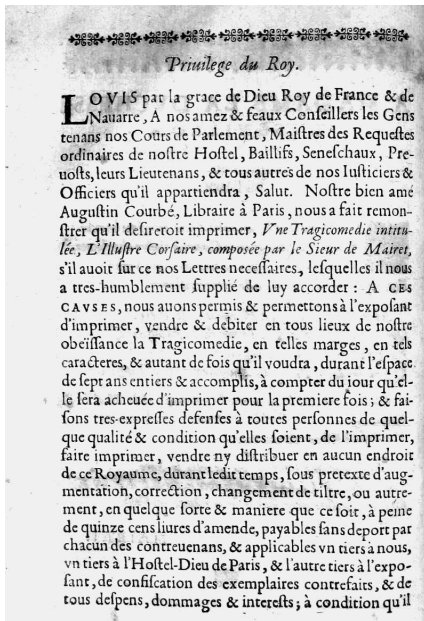 Priuilege du Roy.
LOVIS par la grace de Dieu Roy de France & de
Nauarre, A nos amez & feaux Conſeillers les Gens
tenans nos Cours de Parlement, Maiſtres des Requeſtes
ordinaires de noſtre Hoſtel, Baillifs, Seneſchaux, Pre-
uoſts, leurs Lieutenans, & tous autres de nos Iuſticiers &
Officiers qu'il appartiendra, Salut. Noſtre bien amé
Auguſtin Courbé, Libraire à Paris, nous a fait remon-
ſtrer qu'il deſireroit imprimer, Vne Tragicomedie intitu-
lée, L'Illuſtre Corſaire, compoſée par le Sieur de Mairet,
s'il auoit ſur ce nos Lettres neceſſaires, leſquelles il nous
a tres-humblement ſupplié de luy accorder: A CES
CAVSES, nous auons permis & permettons à l'expoſant
d'imprimer, vendre & debiter en tous lieux de noſtre
obeïſſance la Tragicomedie, en telles marges, en tels
caracteres, & autant de fois qu'il voudra, durant l'eſpace
de ſept ans entiers & accomplis, à compter du iour qu'el-
le ſera acheuée d'imprimer pour la premiere fois; & fai-
ſons tres-expreſſes defenſes à toutes perſonnes de quel-
que qualité & condition qu'elles ſoient, de l'imprimer,
faire imprimer, vendre ny diſtribuer en aucun endroit
de ce Royaume, durant ledit temps, ſous pretexte d'aug-
mentation, correction, changement de tiltre, ou autre-
ment, en quelque ſorte & maniere que ce ſoit, à peine
de quinze cens liures d'amende, payables ſans deport par
chacun des contreuenans, & applicables vn tiers à nous,
vn tiers à l'Hoſtel-Dieu de Paris, & l'autre tiers à l'expo-
ſant, de confiſcation des exemplaires contrefaits, & de
tous deſpens, dommages & intereſts; à condition qu'il